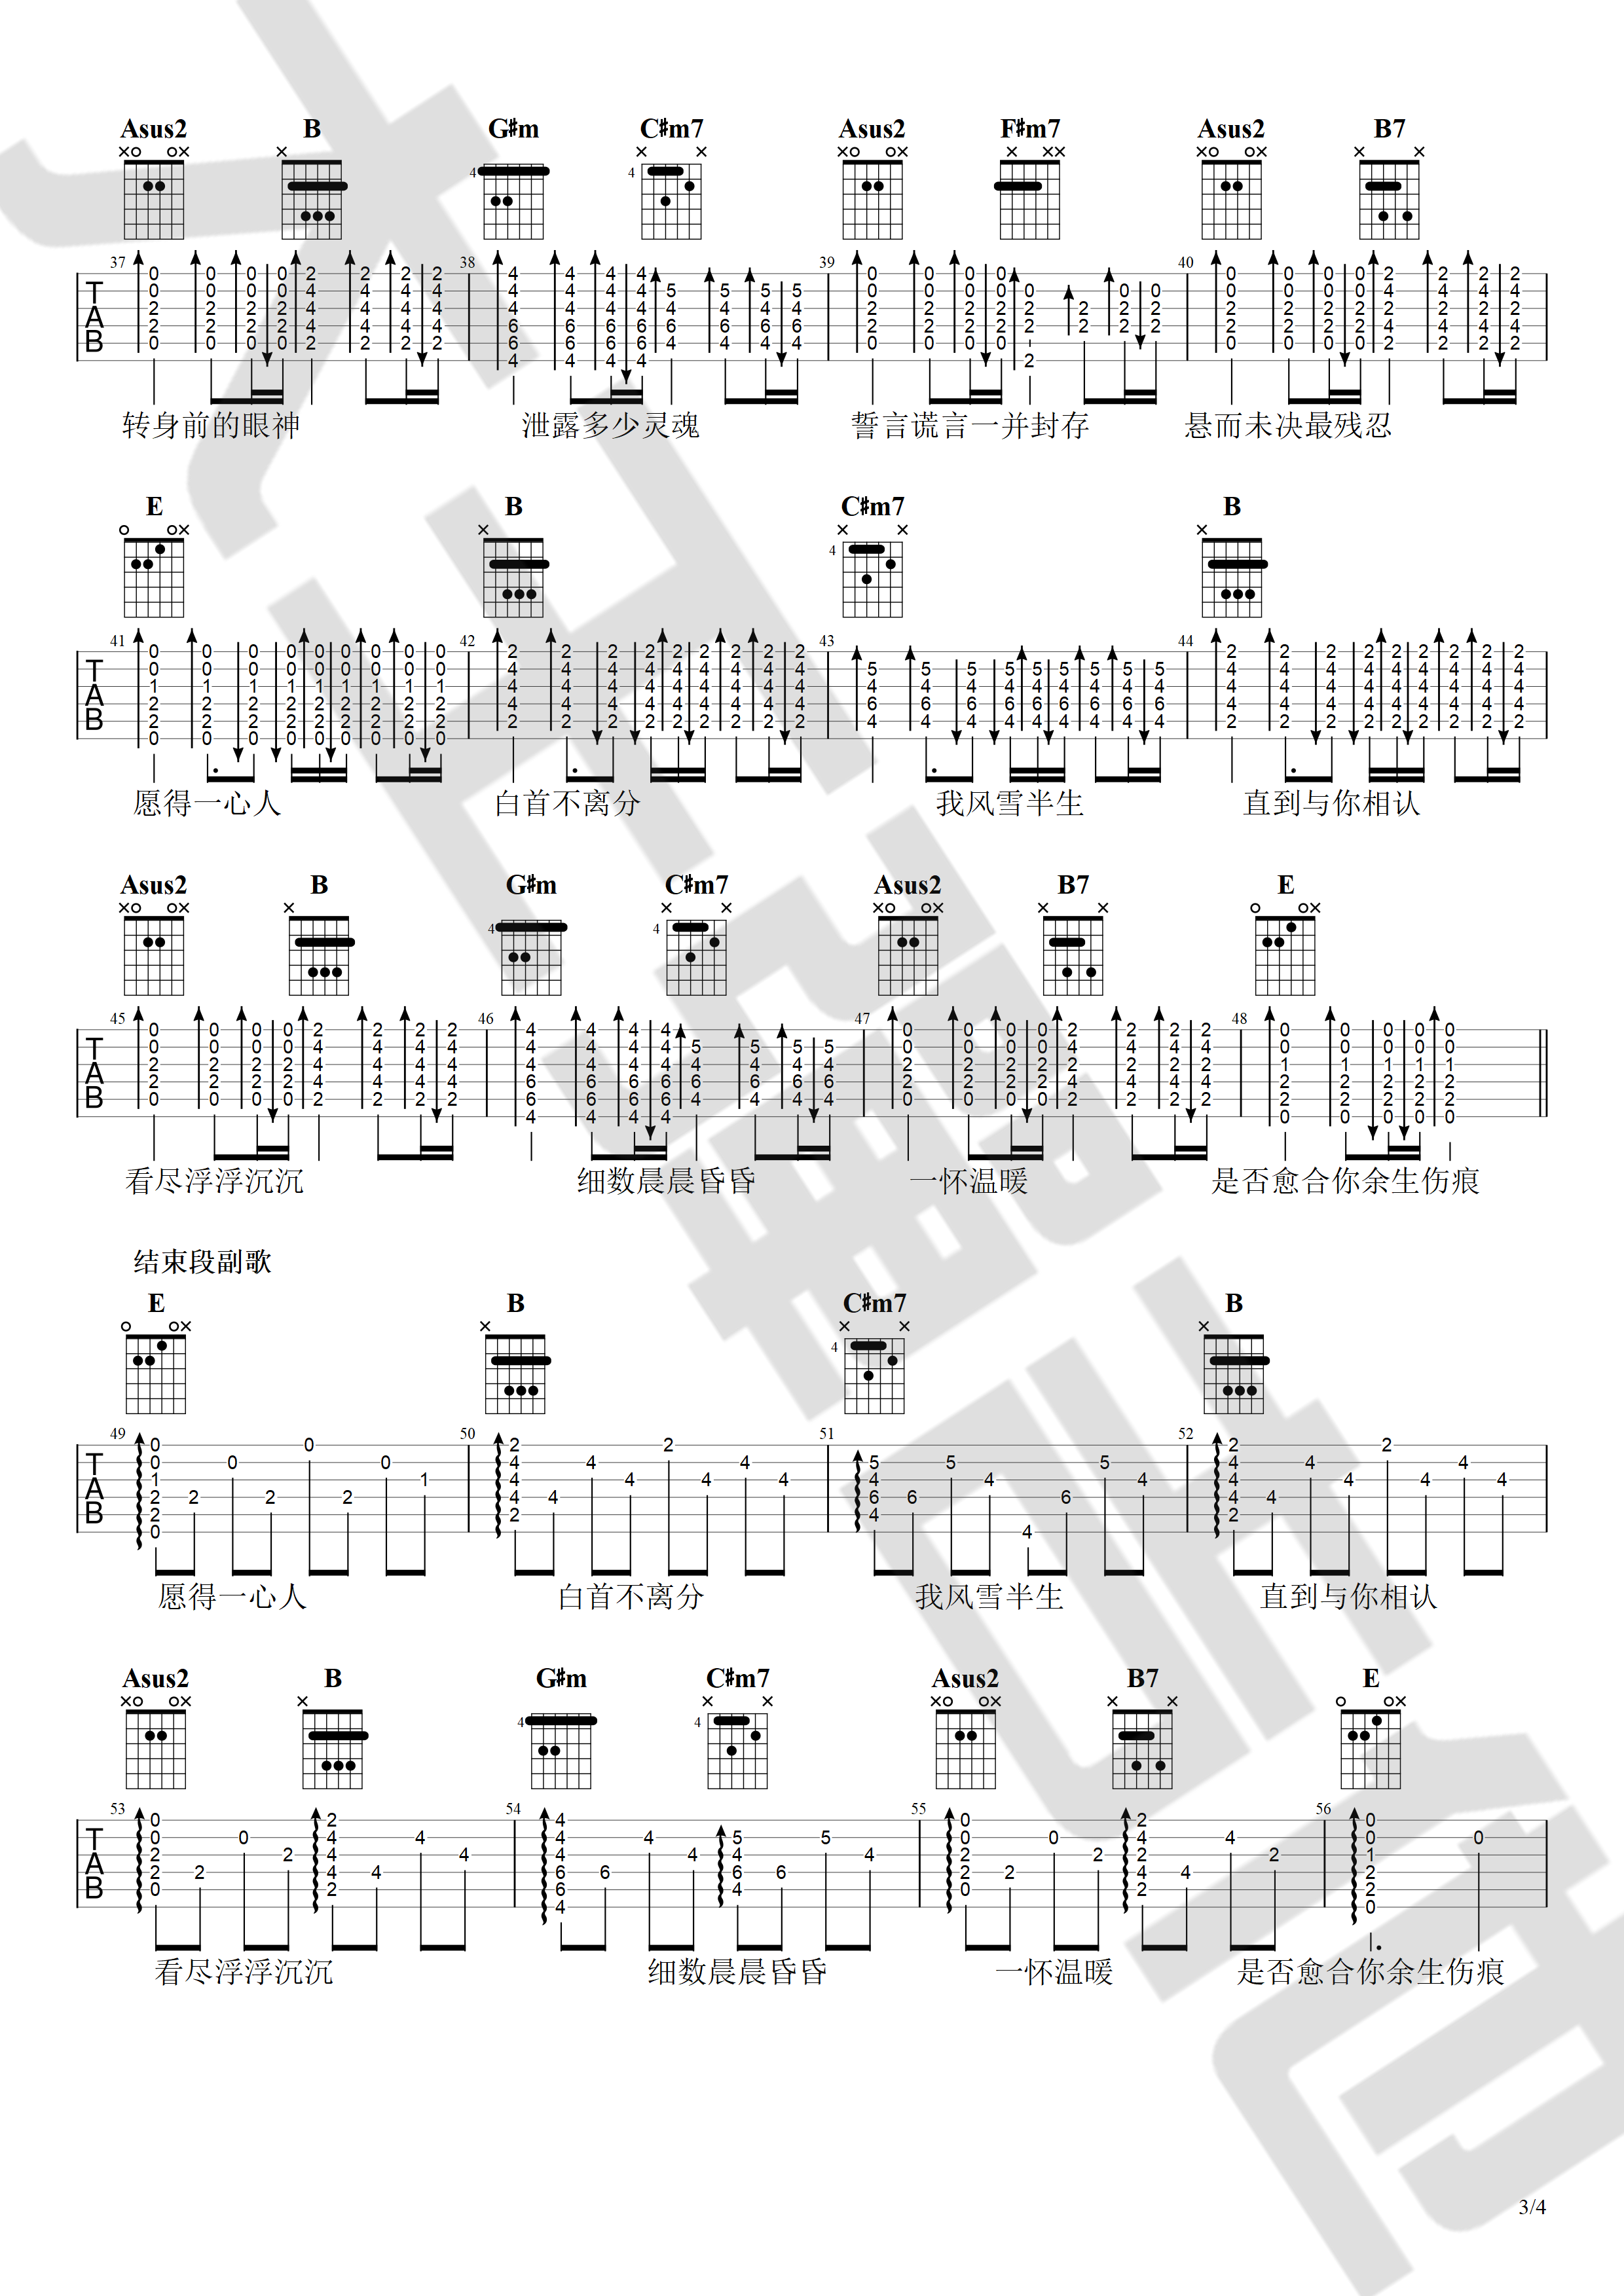 Asus2 B G♯m C♯m7 Asus2 F♯m7 Asus2 B7
4 4
37 38 39 40
TAB
转身前的眼神 泄露多少灵魂 誓言谎言一并封存 悬而未决最残忍
E B C♯m7 B
4
41 42 43 44
TAB
愿得一心人 白首不离分 我风雪半生 直到与你相认
Asus2 B G♯m C♯m7 Asus2 B7 E
4 4
45 46 47 48
TAB
看尽浮浮沉沉 细数晨晨昏昏 一怀温暖 是否愈合你余生伤痕
结束段副歌
E B C♯m7 B
4
49 50 51 52
TAB
愿得一心人 白首不离分 我风雪半生 直到与你相认
Asus2 B G♯m C♯m7 Asus2 B7 E
4 4
53 54 55 56
TAB
看尽浮浮沉沉 细数晨晨昏昏 一怀温暖 是否愈合你余生伤痕
3/4